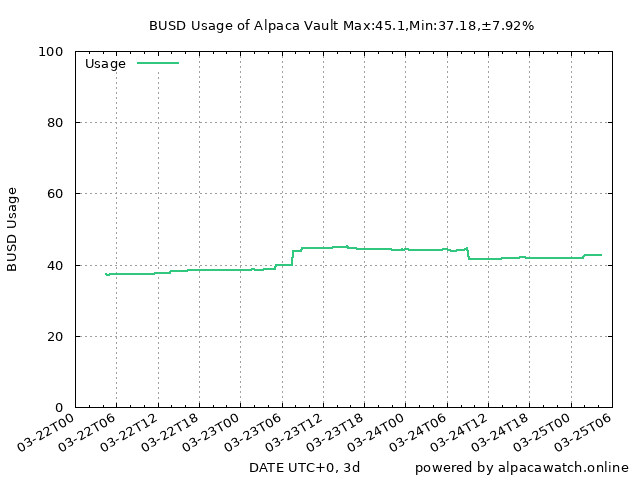 BUSD Usage of Alpaca Vault Max:45.1,Min:37.18,±7.92%
Usage
100
80
60
40
20
0
BUSD Usage
03-22T00
03-22T06
03-22T12
03-22T18
03-23T00
03-23T06
03-23T12
03-23T18
03-24T00
03-24T06
03-24T12
03-24T18
03-25T00
03-25T06
DATE UTC+0, 3d
powered by alpacawatch.online